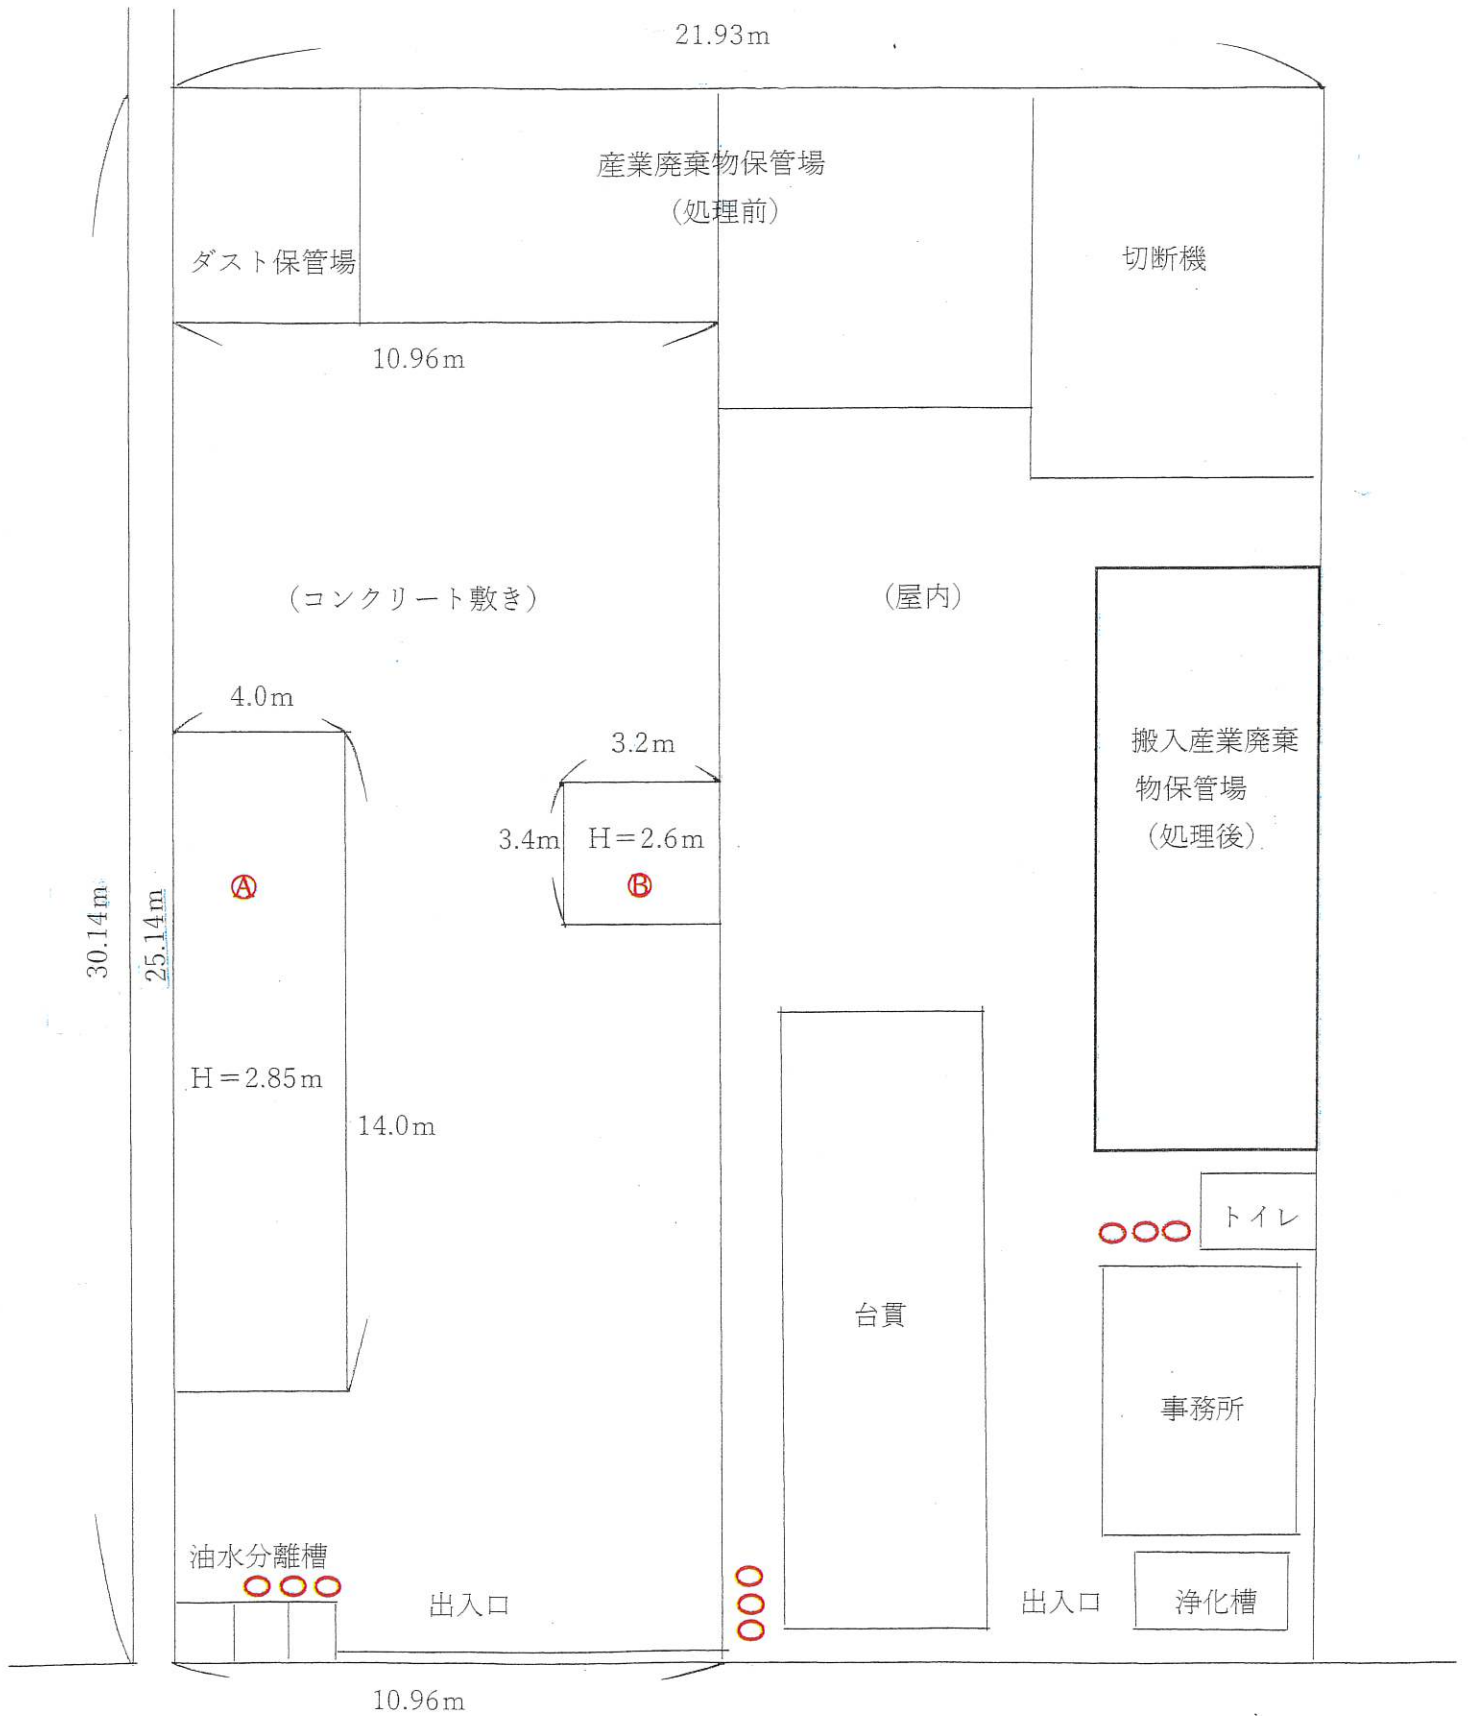 21.93m
産業廃棄物保管場
（処理前）
ダスト保管場
切断機
10.96m
（コンクリート敷き）
（屋内）
4.0m
3.2m
搬入産業廃棄
物保管場
（処理後）
3.4m
H＝2.6m
Ⓐ
Ⓑ
30.14m
25.14m
H＝2.85m
14.0m
トイレ
台貫
事務所
油水分離槽
出入口
出入口
浄化槽
10.96m